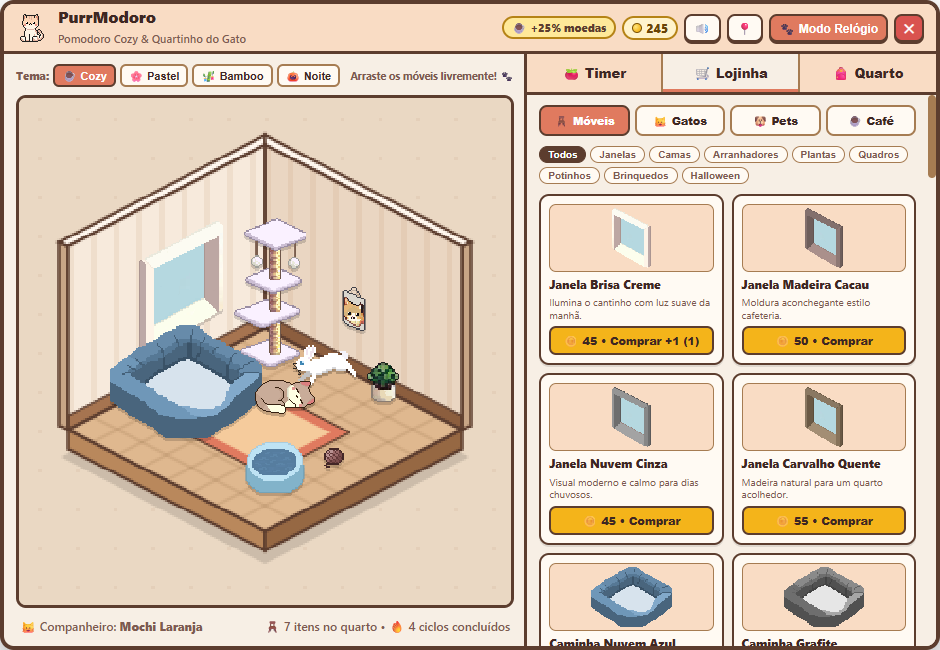 PurrModoro
Pomodoro Cozy & Quartinho do Gato
+25% moedas
245
Modo Relógio
Tema:
Cozy
Pastel
Bamboo
Noite
Arraste os móveis livremente!
Timer
Lojinha
Quarto
Móveis
Gatos
Pets
Café
Todos
Janelas
Camas
Arranhadores
Plantas
Quadros
Potinhos
Brinquedos
Halloween
Janela Brisa Creme
Ilumina o cantinho com luz suave da
manhã.
45 • Comprar +1 (1)
Janela Madeira Cacau
Moldura aconchegante estilo
cafeteria.
50 • Comprar
Janela Nuvem Cinza
Visual moderno e calmo para dias
chuvosos.
45 • Comprar
Janela Carvalho Quente
Madeira natural para um quarto
acolhedor.
55 • Comprar
Caminha Nuvem Azul
Caminha Grafite
Companheiro: Mochi Laranja
7 itens no quarto • 4 ciclos concluídos